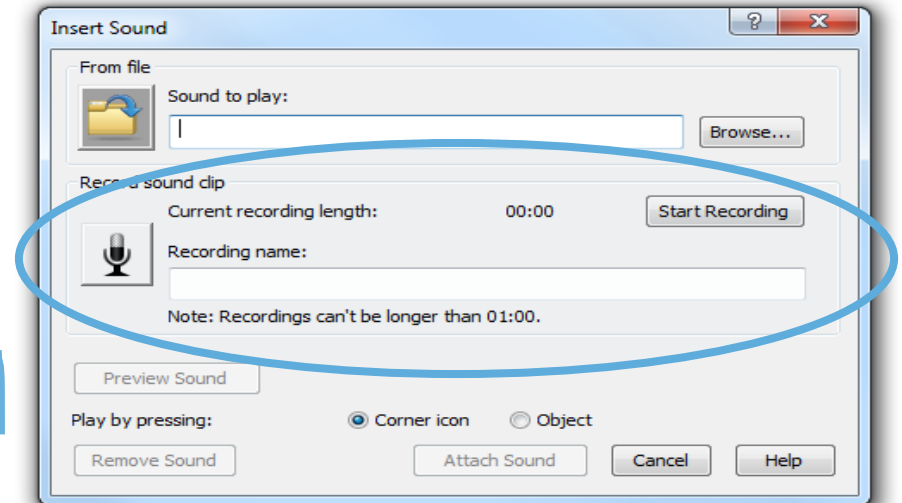 Insert Sound
From file
Sound to play:
Browse...
Record sound clip
Current recording length: 00:00 Start Recording
Recording name:
Note: Recordings can't be longer than 01:00.
Preview Sound
Play by pressing: Corner icon Object
Remove Sound Attach Sound Cancel Help